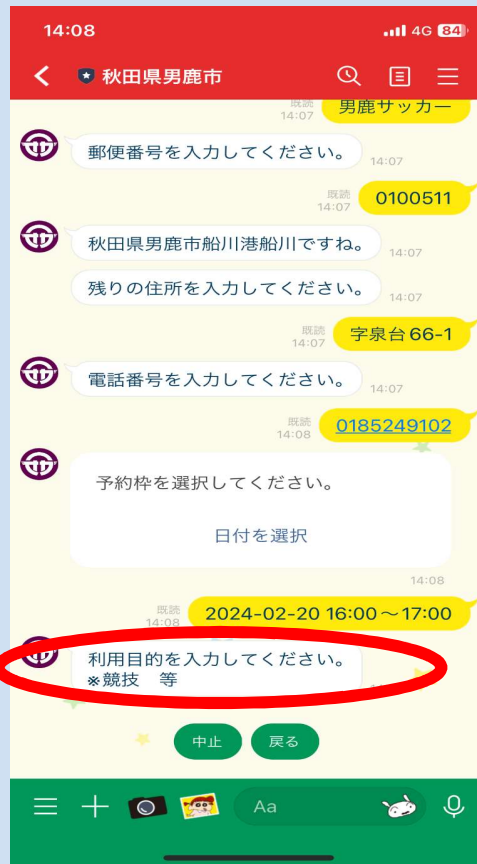 14:08
4G 84
秋田県男鹿市
既読
14:07
男鹿サッカー
郵便番号を入力してください。
14:07
既読
14:07
0100511
秋田県男鹿市船川港船川ですね。
14:07
残りの住所を入力してください。
14:07
既読
14:07
字泉台66-1
電話番号を入力してください。
14:07
既読
14:08
0185249102
予約枠を選択してください。
日付を選択
14:08
既読
14:08
2024-02-20 16:00～17:00
利用目的を入力してください。
※競技　等
中止
戻る
Aa